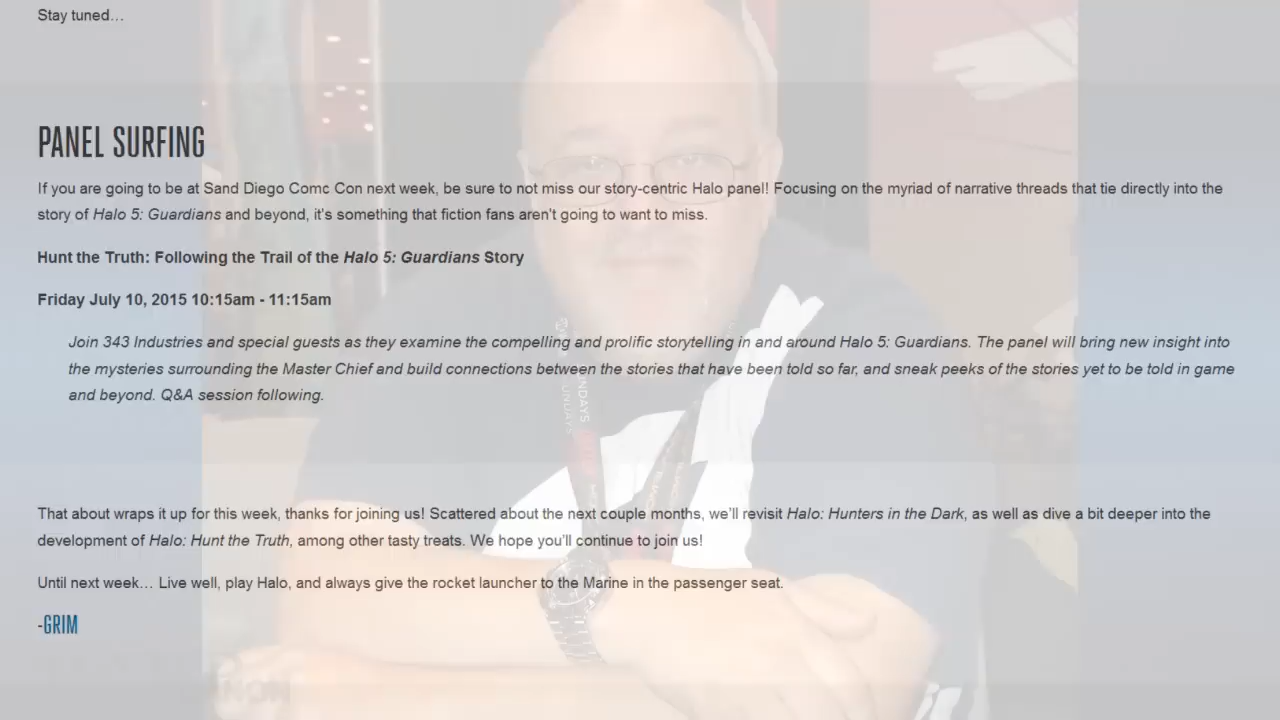 Stay tuned…
PANEL SURFING
If you are going to be at Sand Diego Comc Con next week, be sure to not miss our story-centric Halo panel! Focusing on the myriad of narrative threads that tie directly into the
story of Halo 5: Guardians and beyond, it's something that fiction fans aren't going to want to miss.
Hunt the Truth: Following the Trail of the Halo 5: Guardians Story
Friday July 10, 2015 10:15am - 11:15am
Join 343 Industries and special guests as they examine the compelling and prolific storytelling in and around Halo 5: Guardians. The panel will bring new insight into
the mysteries surrounding the Master Chief and build connections between the stories that have been told so far, and sneak peeks of the stories yet to be told in game
and beyond. Q&A session following.
That about wraps it up for this week, thanks for joining us! Scattered about the next couple months, we'll revisit Halo: Hunters in the Dark, as well as dive a bit deeper into the
development of Halo: Hunt the Truth, among other tasty treats. We hope you'll continue to join us!
Until next week… Live well, play Halo, and always give the rocket launcher to the Marine in the passenger seat.
-GRIM